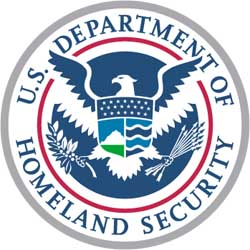 U.S. DEPARTMENT OF
HOMELAND SECURITY